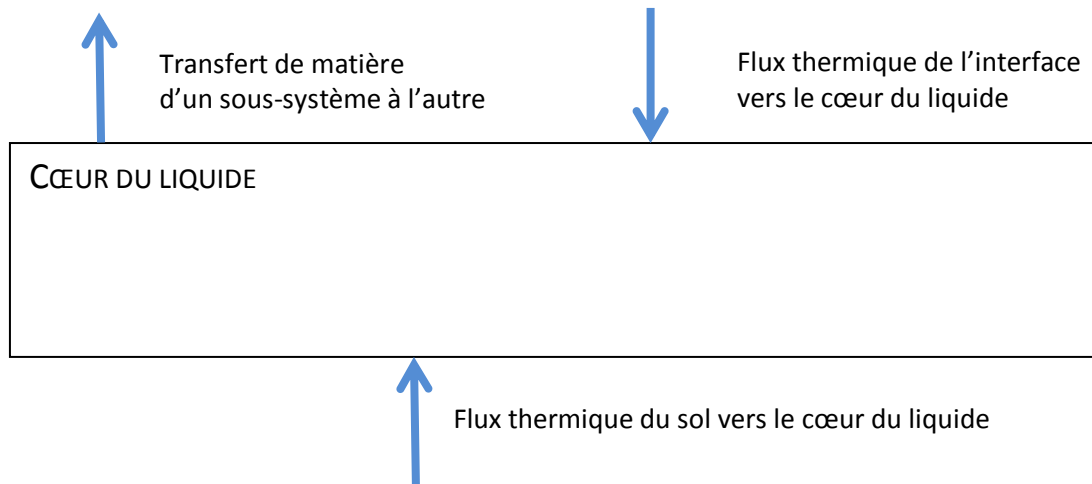 Transfert de matière
d’un sous-système à l’autre
Flux thermique de l’interface
vers le cœur du liquide
CŒUR DU LIQUIDE
Flux thermique du sol vers le cœur du liquide